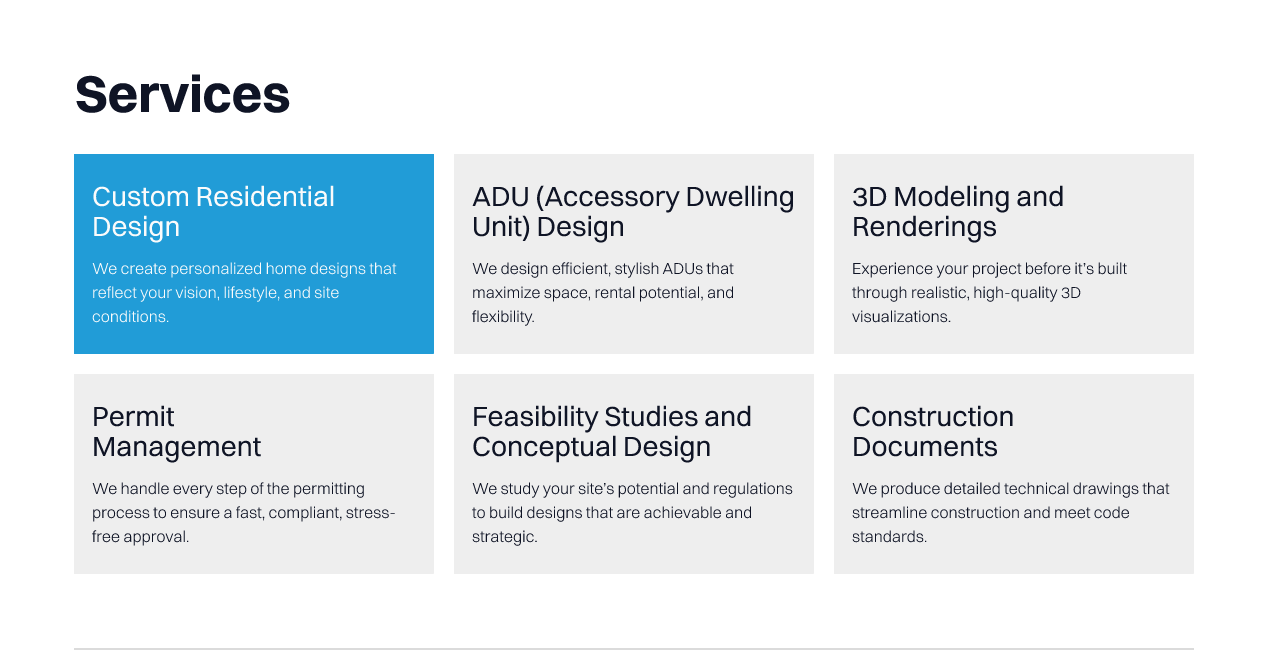 Services
Custom Residential
Design
We create personalized home designs that
reflect your vision, lifestyle, and site
conditions.
ADU (Accessory Dwelling
Unit) Design
We design efficient, stylish ADUs that
maximize space, rental potential, and
flexibility.
3D Modeling and
Renderings
Experience your project before it’s built
through realistic, high-quality 3D
visualizations.
Permit
Management
We handle every step of the permitting
process to ensure a fast, compliant, stress-
free approval.
Feasibility Studies and
Conceptual Design
We study your site’s potential and regulations
to build designs that are achievable and
strategic.
Construction
Documents
We produce detailed technical drawings that
streamline construction and meet code
standards.